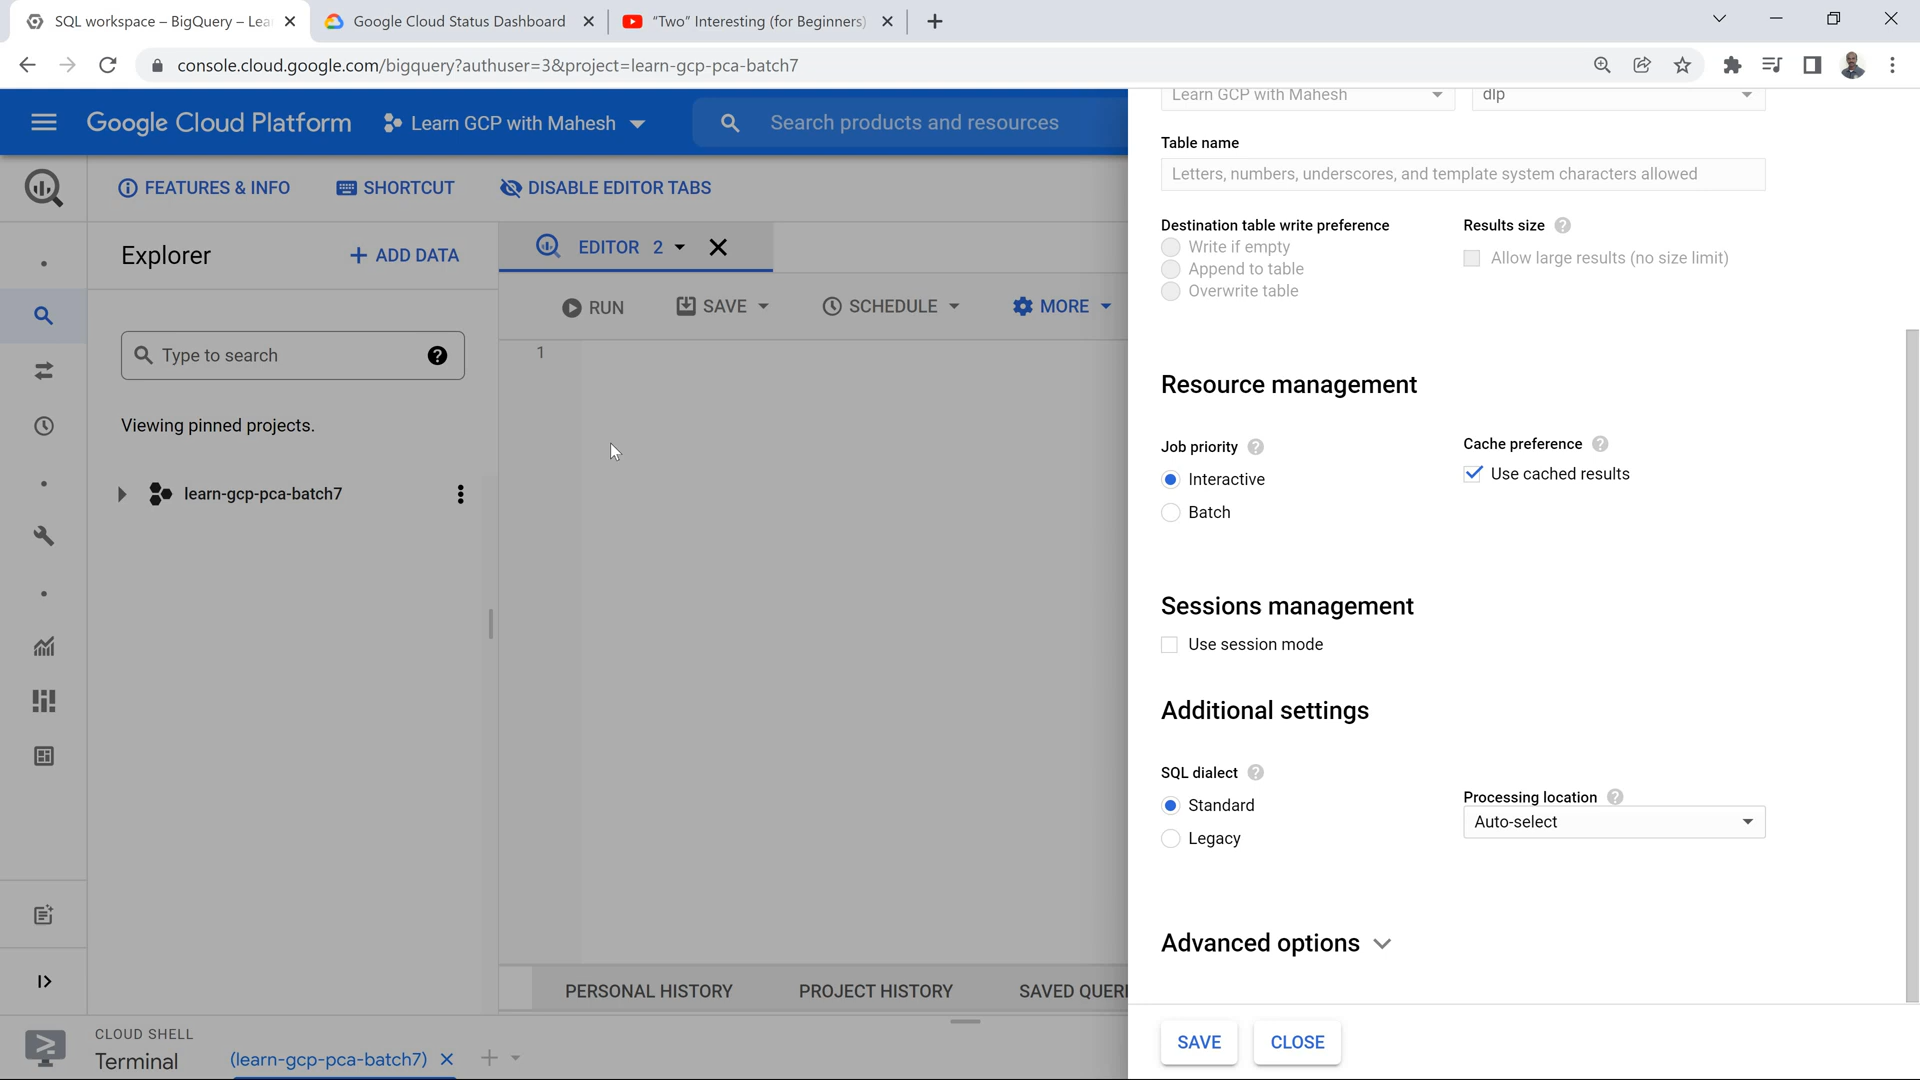 SQL workspace – BigQuery – Lea
Google Cloud Status Dashboard
“Two” Interesting (for Beginners)
console.cloud.google.com/bigquery?authuser=3&project=learn-gcp-pca-batch7
Google Cloud Platform
Learn GCP with Mahesh
Search products and resources
FEATURES & INFO
SHORTCUT
DISABLE EDITOR TABS
Explorer
+ ADD DATA
EDITOR 2
RUN
SAVE
SCHEDULE
MORE
1
Type to search
Viewing pinned projects.
learn-gcp-pca-batch7
PERSONAL HISTORY
PROJECT HISTORY
SAVED QUERI
CLOUD SHELL
Terminal
(learn-gcp-pca-batch7)
Learn GCP with Mahesh
dlp
Table name
Letters, numbers, underscores, and template system characters allowed
Destination table write preference
Write if empty
Append to table
Overwrite table
Results size
Allow large results (no size limit)
Resource management
Job priority
Interactive
Batch
Cache preference
Use cached results
Sessions management
Use session mode
Additional settings
SQL dialect
Standard
Legacy
Processing location
Auto-select
Advanced options
SAVE
CLOSE